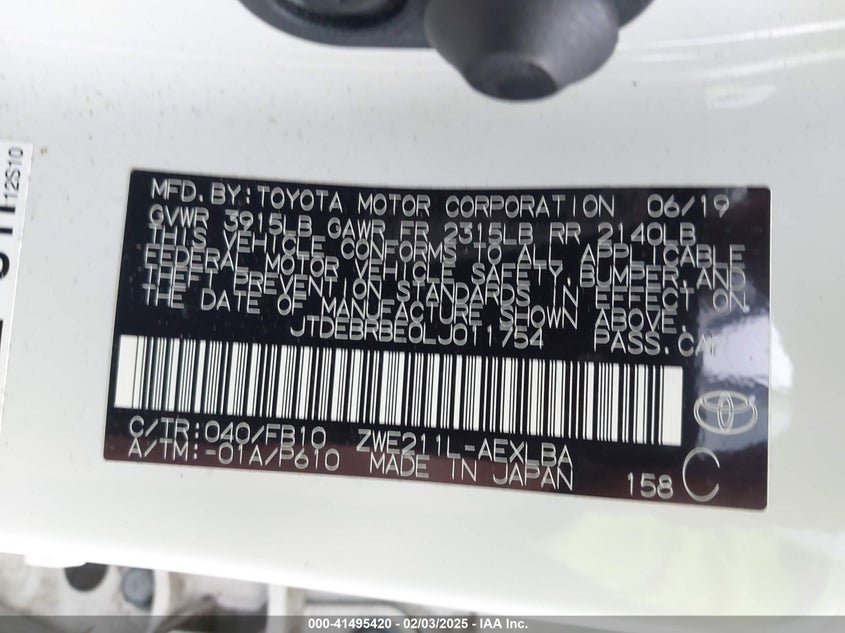 12S10
MFD.BY:TOYOTA MOTOR CORPORATION 06/19
GVWR 3915LB GAWR FR 2315LB RR 2140LB
THIS VEHICLE CONFORMS TO ALL APPLICABLE
FEDERAL MOTOR VEHICLE SAFETY,BUMPER,AND
THEFT PREVENTION STANDARDS IN EFFECT ON
THE DATE OF MANUFACTURE SHOWN ABOVE.
JTDEBRBE0LJ011754 PASS.CAR
C/TR:040/FB10 ZWE211L-AEXLBA
A/TM:-01A/P610 MADE IN JAPAN
158 C
000-41495420 - 02/03/2025 - IAA Inc.